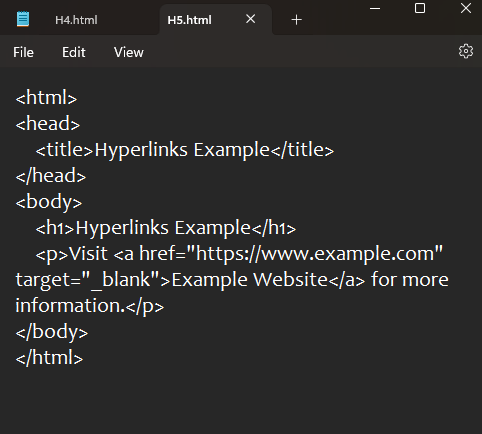 H4.html
H5.html
File Edit View
<html>
<head>
<title>Hyperlinks Example</title>
</head>
<body>
<h1>Hyperlinks Example</h1>
<p>Visit <a href="https://www.example.com"
target="_blank">Example Website</a> for more
information.</p>
</body>
</html>